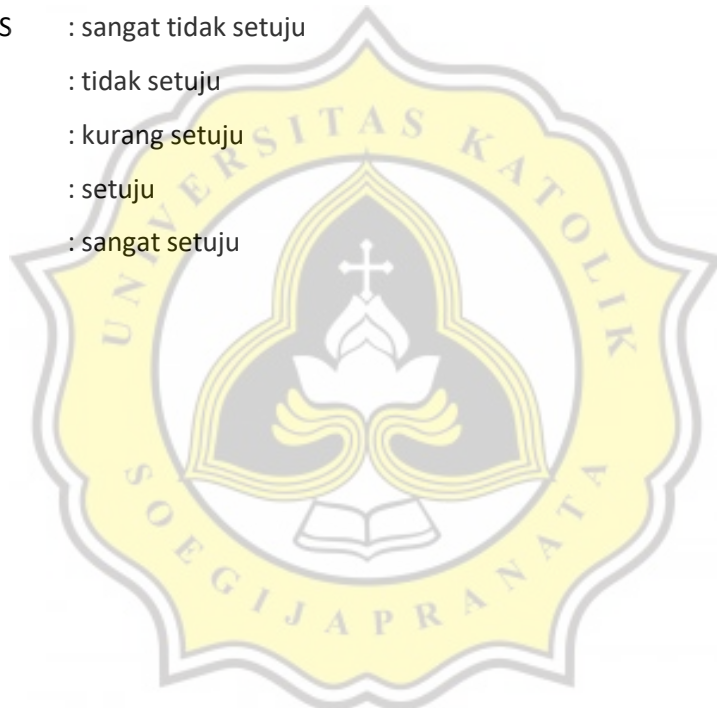 S : sangat tidak setuju
: tidak setuju
: kurang setuju
: setuju
: sangat setuju
UNIVERSITAS KATOLIK
SOEGIJAPRANATA